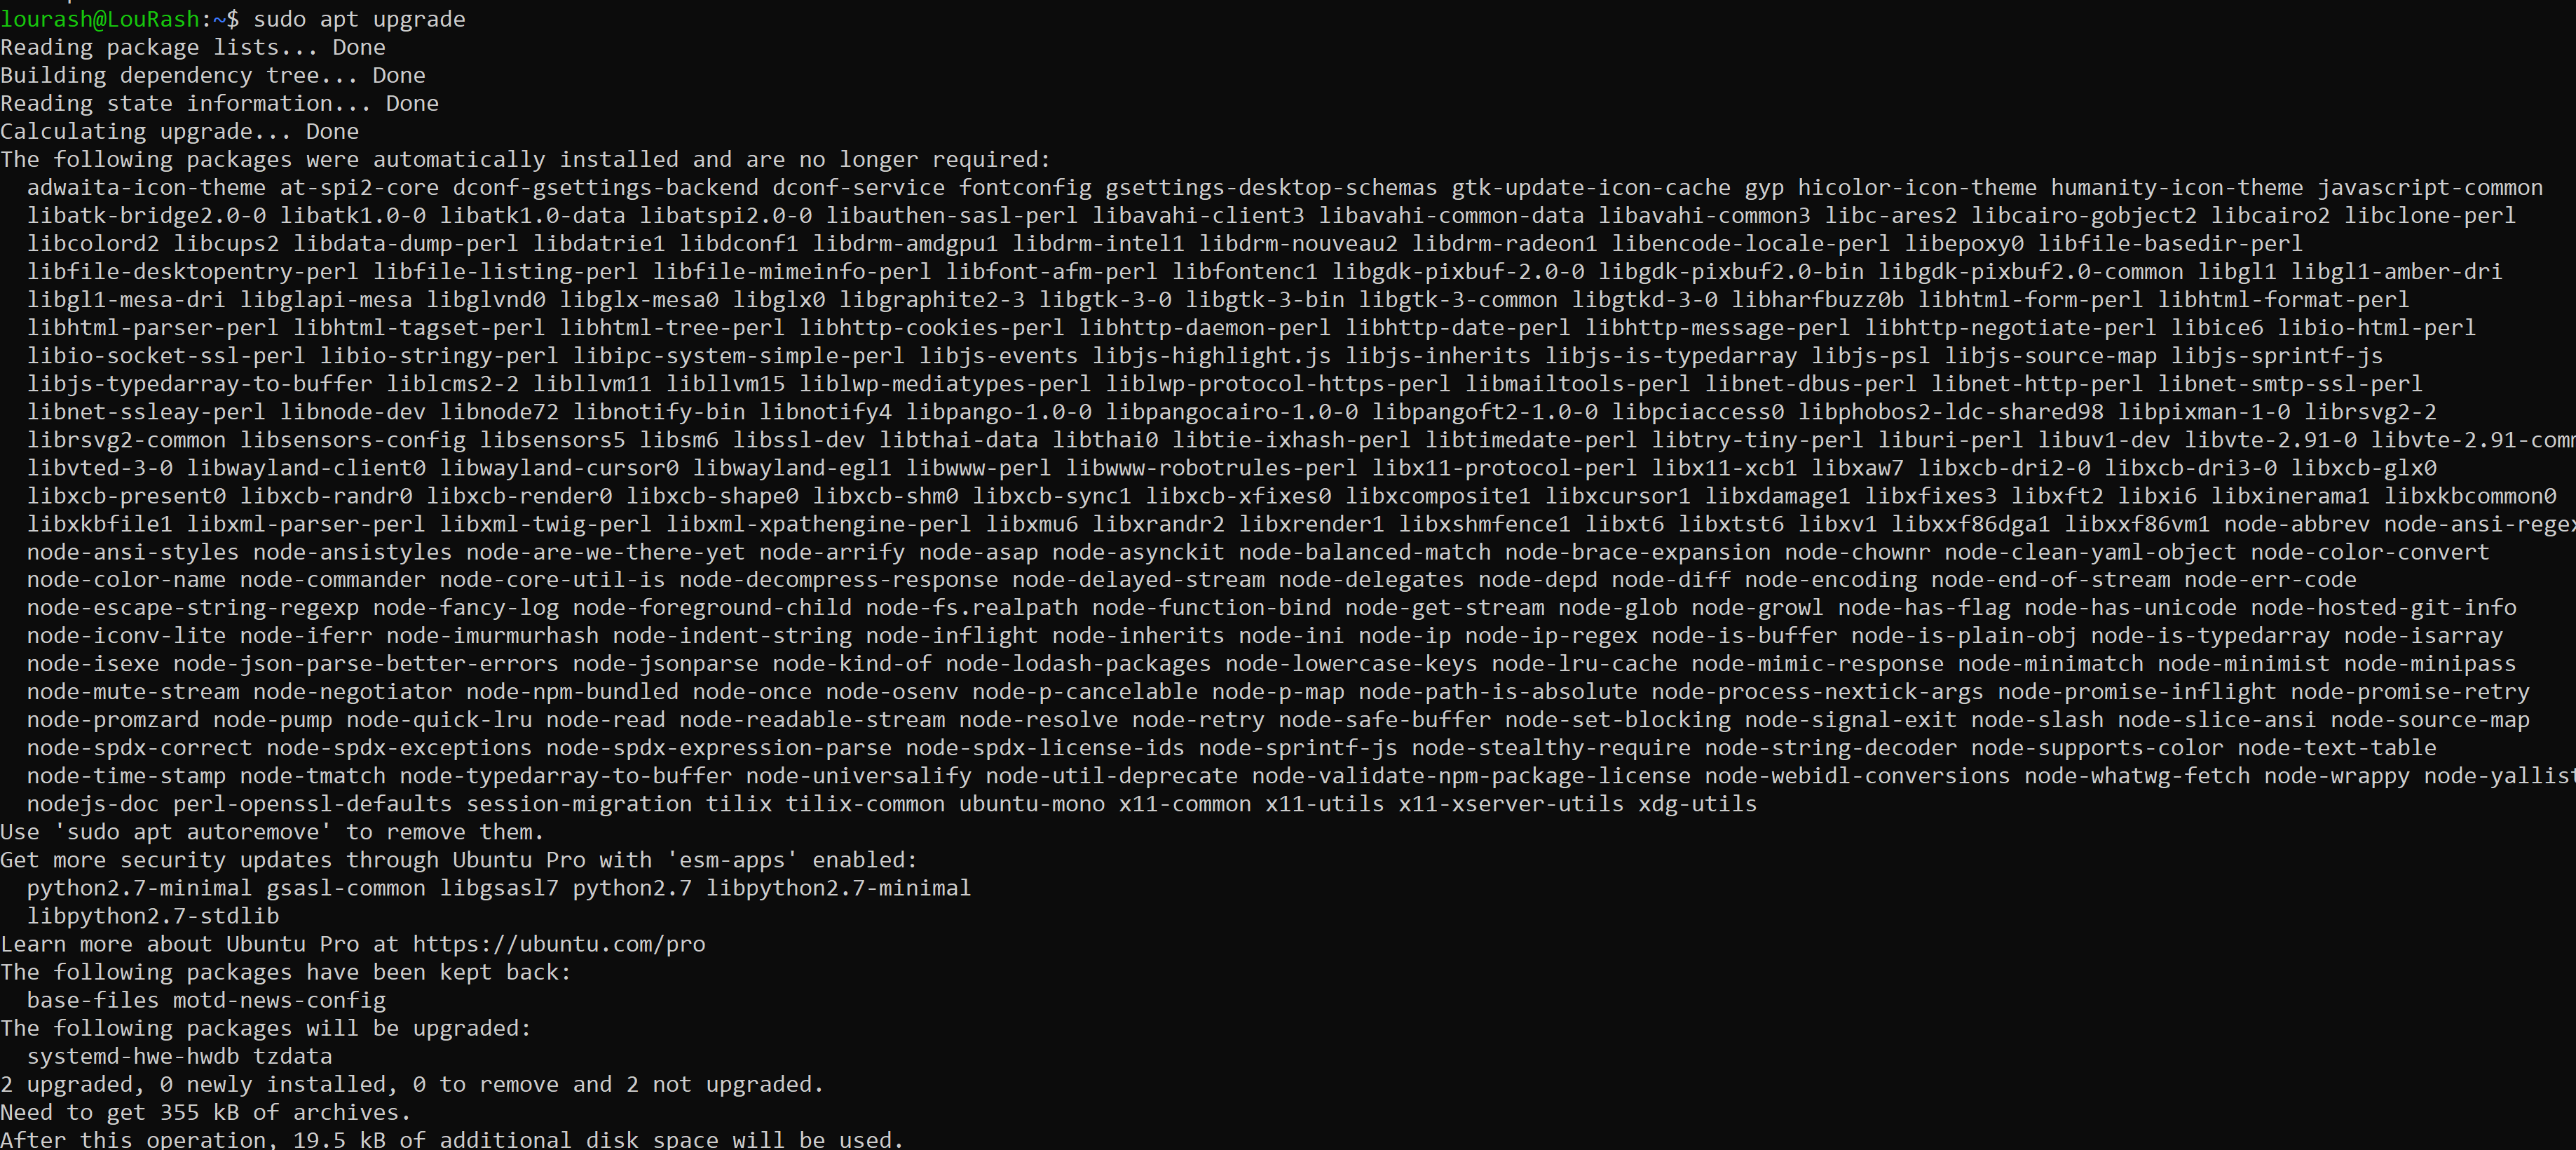 lourash@LouRash:~$ sudo apt upgrade
Reading package lists... Done
Building dependency tree... Done
Reading state information... Done
Calculating upgrade... Done
The following packages were automatically installed and are no longer required:
  adwaita-icon-theme at-spi2-core dconf-gsettings-backend dconf-service fontconfig gsettings-desktop-schemas gtk-update-icon-cache gyp hicolor-icon-theme humanity-icon-theme javascript-common
  libatk-bridge2.0-0 libatk1.0-0 libatk1.0-data libatspi2.0-0 libauthen-sasl-perl libavahi-client3 libavahi-common-data libavahi-common3 libc-ares2 libcairo-gobject2 libcairo2 libclone-perl
  libcolord2 libcups2 libdata-dump-perl libdatrie1 libdconf1 libdrm-amdgpu1 libdrm-intel1 libdrm-nouveau2 libdrm-radeon1 libencode-locale-perl libepoxy0 libfile-basedir-perl
  libfile-desktopentry-perl libfile-listing-perl libfile-mimeinfo-perl libfont-afm-perl libfontenc1 libgdk-pixbuf-2.0-0 libgdk-pixbuf2.0-bin libgdk-pixbuf2.0-common libgl1 libgl1-amber-dri
  libgl1-mesa-dri libglapi-mesa libglvnd0 libglx-mesa0 libglx0 libgraphite2-3 libgtk-3-0 libgtk-3-bin libgtk-3-common libgtkd-3-0 libharfbuzz0b libhtml-form-perl libhtml-format-perl
  libhtml-parser-perl libhtml-tagset-perl libhtml-tree-perl libhttp-cookies-perl libhttp-daemon-perl libhttp-date-perl libhttp-message-perl libhttp-negotiate-perl libice6 libio-html-perl
  libio-socket-ssl-perl libio-stringy-perl libipc-system-simple-perl libjs-events libjs-highlight.js libjs-inherits libjs-is-typedarray libjs-psl libjs-source-map libjs-sprintf-js
  libjs-typedarray-to-buffer liblcms2-2 libllvm11 libllvm15 liblwp-mediatypes-perl liblwp-protocol-https-perl libmailtools-perl libnet-dbus-perl libnet-http-perl libnet-smtp-ssl-perl
  libnet-ssleay-perl libnode-dev libnode72 libnotify-bin libnotify4 libpango-1.0-0 libpangocairo-1.0-0 libpangoft2-1.0-0 libpciaccess0 libphobos2-ldc-shared98 libpixman-1-0 librsvg2-2
  librsvg2-common libsensors-config libsensors5 libsm6 libssl-dev libthai-data libthai0 libtie-ixhash-perl libtimedate-perl libtry-tiny-perl liburi-perl libuv1-dev libvte-2.91-0 libvte-2.91-com
  libvted-3-0 libwayland-client0 libwayland-cursor0 libwayland-egl1 libwww-perl libwww-robotrules-perl libx11-protocol-perl libx11-xcb1 libxaw7 libxcb-dri2-0 libxcb-dri3-0 libxcb-glx0
  libxcb-present0 libxcb-randr0 libxcb-render0 libxcb-shape0 libxcb-shm0 libxcb-sync1 libxcb-xfixes0 libxcomposite1 libxcursor1 libxdamage1 libxfixes3 libxft2 libxi6 libxinerama1 libxkbcommon0
  libxkbfile1 libxml-parser-perl libxml-twig-perl libxml-xpathengine-perl libxmu6 libxrandr2 libxrender1 libxshmfence1 libxt6 libxtst6 libxv1 libxxf86dga1 libxxf86vm1 node-abbrev node-ansi-regex
  node-ansi-styles node-ansistyles node-are-we-there-yet node-arrify node-asap node-asynckit node-balanced-match node-brace-expansion node-chownr node-clean-yaml-object node-color-convert
  node-color-name node-commander node-core-util-is node-decompress-response node-delayed-stream node-delegates node-depd node-diff node-encoding node-end-of-stream node-err-code
  node-escape-string-regexp node-fancy-log node-foreground-child node-fs.realpath node-function-bind node-get-stream node-glob node-growl node-has-flag node-has-unicode node-hosted-git-info
  node-iconv-lite node-iferr node-imurmurhash node-indent-string node-inflight node-inherits node-ini node-ip node-ip-regex node-is-buffer node-is-plain-obj node-is-typedarray node-isarray
  node-isexe node-json-parse-better-errors node-jsonparse node-kind-of node-lodash-packages node-lowercase-keys node-lru-cache node-mimic-response node-minimatch node-minimist node-minipass
  node-mute-stream node-negotiator node-npm-bundled node-once node-osenv node-p-cancelable node-p-map node-path-is-absolute node-process-nextick-args node-promise-inflight node-promise-retry
  node-promzard node-pump node-quick-lru node-read node-readable-stream node-resolve node-retry node-safe-buffer node-set-blocking node-signal-exit node-slash node-slice-ansi node-source-map
  node-spdx-correct node-spdx-exceptions node-spdx-expression-parse node-spdx-license-ids node-sprintf-js node-stealthy-require node-string-decoder node-supports-color node-text-table
  node-time-stamp node-tmatch node-typedarray-to-buffer node-universalify node-util-deprecate node-validate-npm-package-license node-webidl-conversions node-whatwg-fetch node-wrappy node-yallist
  nodejs-doc perl-openssl-defaults session-migration tilix tilix-common ubuntu-mono x11-common x11-utils x11-xserver-utils xdg-utils
Use 'sudo apt autoremove' to remove them.
Get more security updates through Ubuntu Pro with 'esm-apps' enabled:
  python2.7-minimal gsasl-common libgsasl7 python2.7 libpython2.7-minimal
  libpython2.7-stdlib
Learn more about Ubuntu Pro at https://ubuntu.com/pro
The following packages have been kept back:
  base-files motd-news-config
The following packages will be upgraded:
  systemd-hwe-hwdb tzdata
2 upgraded, 0 newly installed, 0 to remove and 2 not upgraded.
Need to get 355 kB of archives.
After this operation, 19.5 kB of additional disk space will be used.